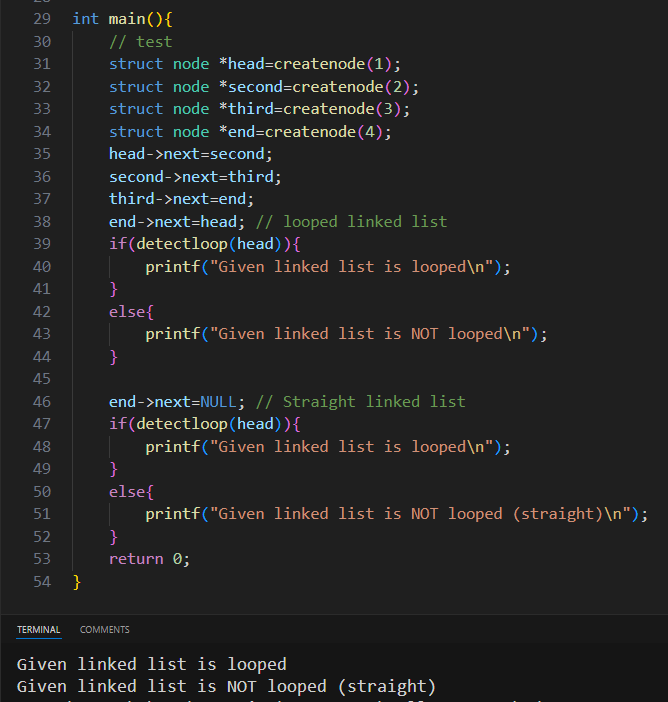 29 int main(){
30     // test
31     struct node *head=createnode(1);
32     struct node *second=createnode(2);
33     struct node *third=createnode(3);
34     struct node *end=createnode(4);
35     head->next=second;
36     second->next=third;
37     third->next=end;
38     end->next=head; // looped linked list
39     if(detectloop(head)){
40         printf("Given linked list is looped\n");
41     }
42     else{
43         printf("Given linked list is NOT looped\n");
44     }
45
46     end->next=NULL; // Straight linked list
47     if(detectloop(head)){
48         printf("Given linked list is looped\n");
49     }
50     else{
51         printf("Given linked list is NOT looped (straight)\n");
52     }
53     return 0;
54 }
TERMINAL COMMENTS
Given linked list is looped
Given linked list is NOT looped (straight)